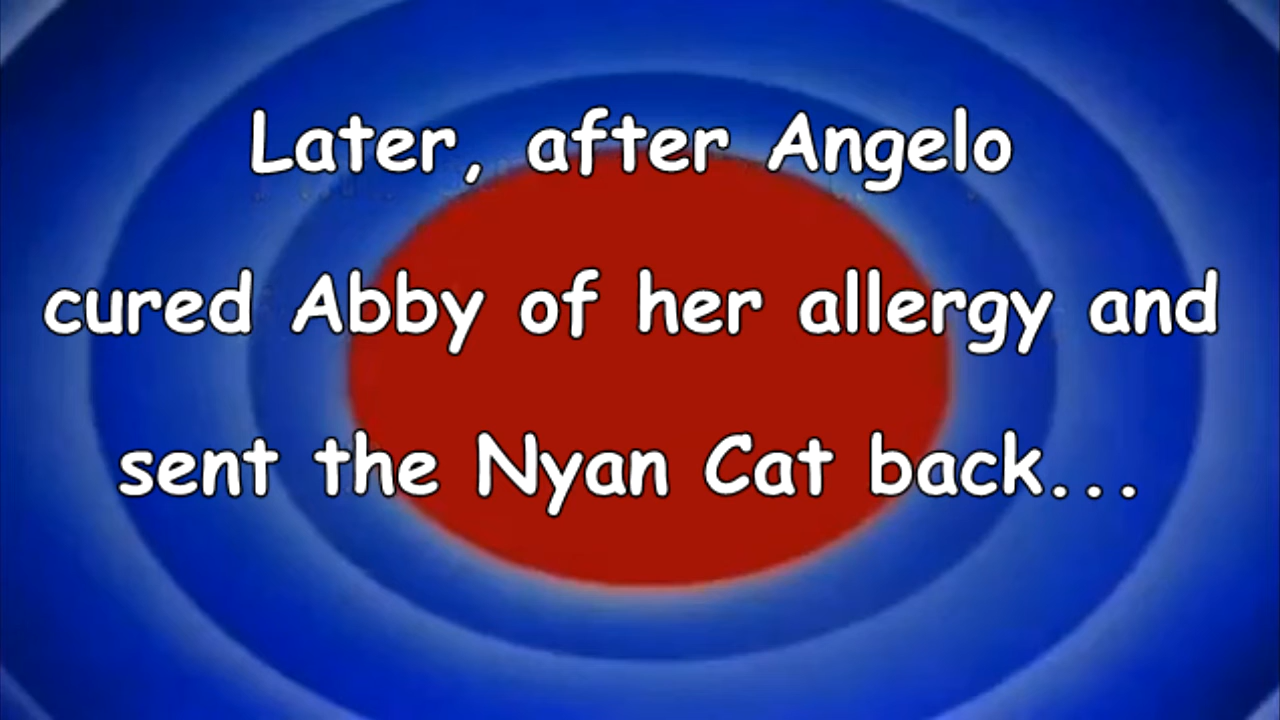 Later, after Angelo
cured Abby of her allergy and
sent the Nyan Cat back...